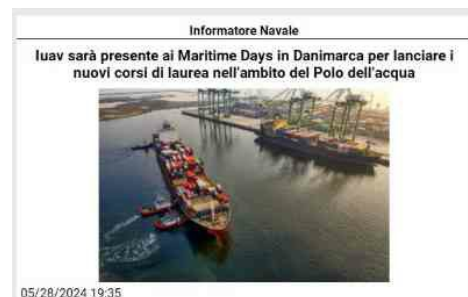 Informatore Navale
Iuav sarà presente ai Maritime Days in Danimarca per lanciare i
nuovi corsi di laurea nell'ambito del Polo dell'acqua
05/28/2024 19:35